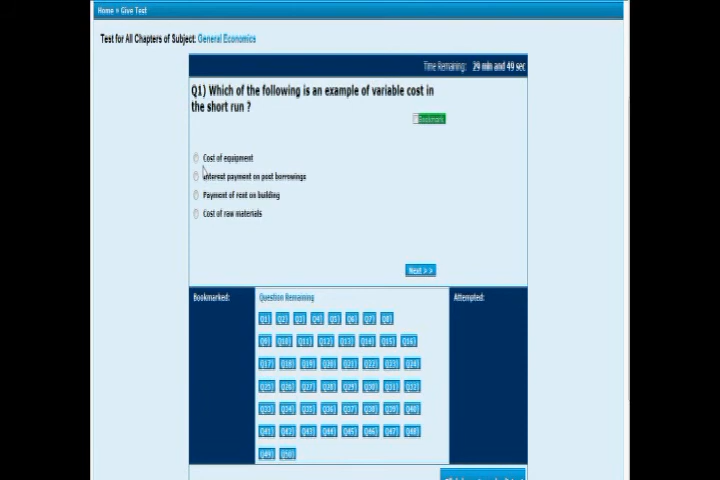 Home » Give Test
Test for All Chapters of Subject: General Economics
Time Remaining: 29 min and 49 sec
Q1) Which of the following is an example of variable cost in
the short run ?
Bookmark
Cost of equipment
Interest payment on past borrowings
Payment of rent on building
Cost of raw materials
Next > >
Bookmarked:
Question Remaining
Attempted:
Q1) Q2) Q3) Q4) Q5) Q6) Q7) Q8)
Q9) Q10) Q11) Q12) Q13) Q14) Q15) Q16)
Q17) Q18) Q19) Q20) Q21) Q22) Q23) Q24)
Q25) Q26) Q27) Q28) Q29) Q30) Q31) Q32)
Q33) Q34) Q35) Q36) Q37) Q38) Q39) Q40)
Q41) Q42) Q43) Q44) Q45) Q46) Q47) Q48)
Q49) Q50)